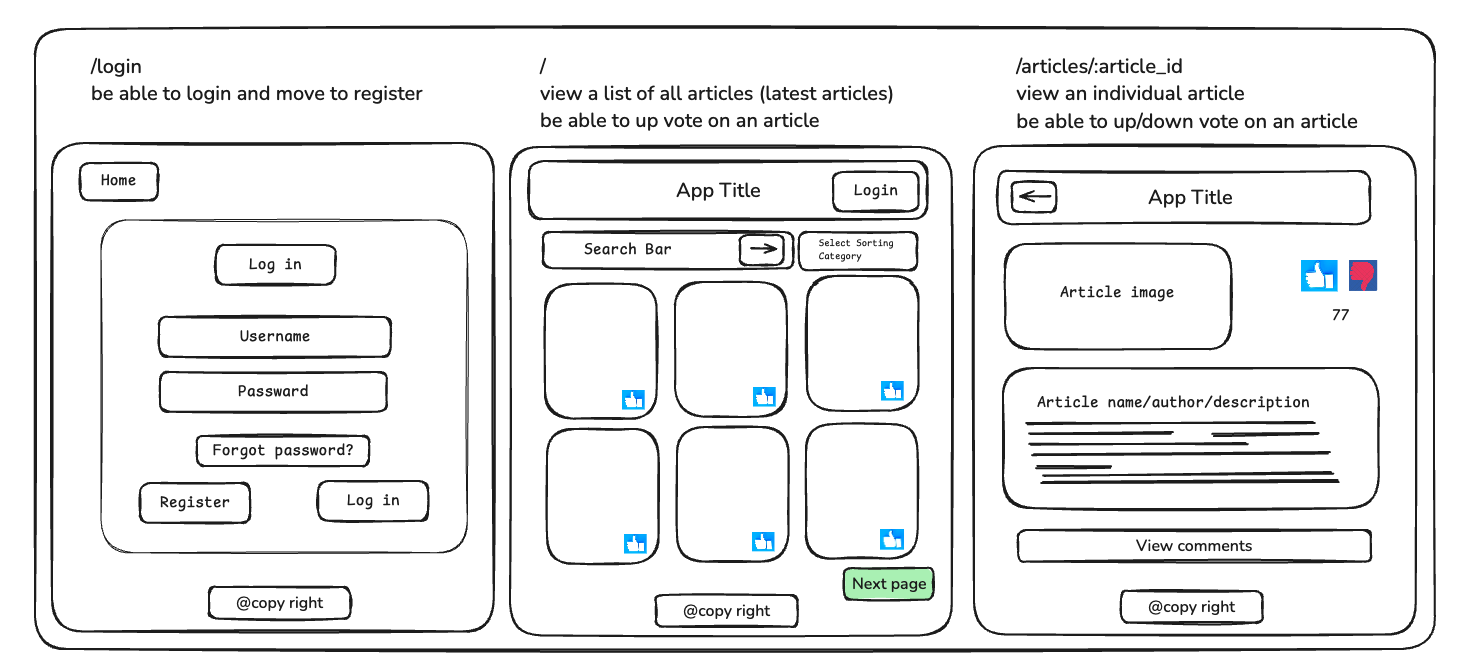 /login
be able to login and move to register
Home
Log in
Username
Passward
Forgot password?
Register
Log in
@copy right
/
view a list of all articles (latest articles)
be able to up vote on an article
App Title
Login
Search Bar
Select Sorting
Category
Next page
@copy right
/articles/:article_id
view an individual article
be able to up/down vote on an article
App Title
Article image
77
Article name/author/description
View comments
@copy right